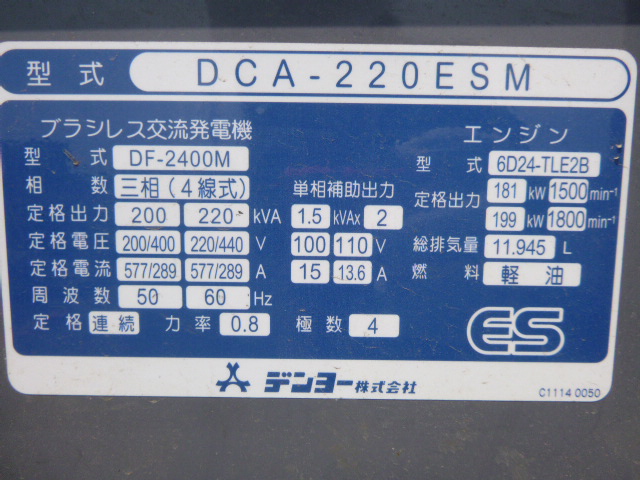 型式 DCA-220ESM
ブラシレス交流発電機
型式 DF-2400M
相数 三相(4線式) 単相補助出力
定格出力 200 220 kVA 1.5 kVAx 2
定格電圧 200/400 220/440 V 100 110 V
定格電流 577/289 577/289 A 15 13.6 A
周波数 50 60 Hz
定格 連続 力率 0.8 極数 4
エンジン
型式 6D24-TLE2B
定格出力 181 kW 1500 min⁻¹
199 kW 1800 min⁻¹
総排気量 11.945 L
燃料 軽油
ES
デンヨー株式会社
C1114 0050